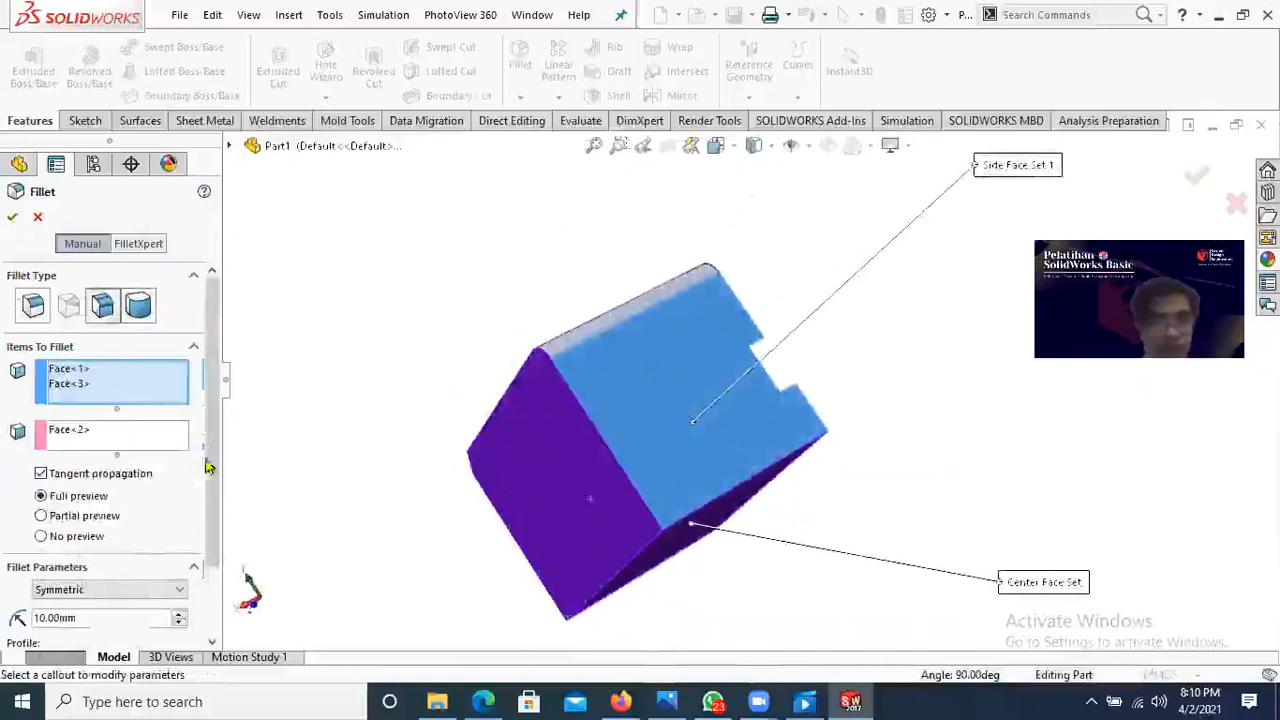 SOLIDWORKS File Edit View Insert Tools Simulation PhotoView 360 Window Help P... Search Commands ?
Extruded Boss/Base Revolved Boss/Base Swept Boss/Base Lofted Boss/Base Boundary Boss/Base Extruded Cut Hole Wizard Revolved Cut Swept Cut Lofted Cut Boundary Cut Fillet Linear Pattern Rib Draft Shell Wrap Intersect Mirror Reference Geometry Curves Instant3D
Features Sketch Surfaces Sheet Metal Weldments Mold Tools Data Migration Direct Editing Evaluate DimXpert Render Tools SOLIDWORKS Add-Ins Simulation SOLIDWORKS MBD Analysis Preparation
Part1 (Default<<Default>...
Side Face Set 1
Fillet
Manual FilletXpert
Fillet Type
Items To Fillet
Face<1>
Face<3>
Face<2>
Tangent propagation
Full preview
Partial preview
No preview
Fillet Parameters
Symmetric
10.00mm
Profile:
Pelatihan
SolidWorks Basic
Center Face Set
Activate Windows
Go to Settings to activate Windows.
Model 3D Views Motion Study 1
Select a callout to modify parameters Angle: 90.00deg Editing Part MMGS
Type here to search 23 SW 2017 8:10 PM
4/2/2021